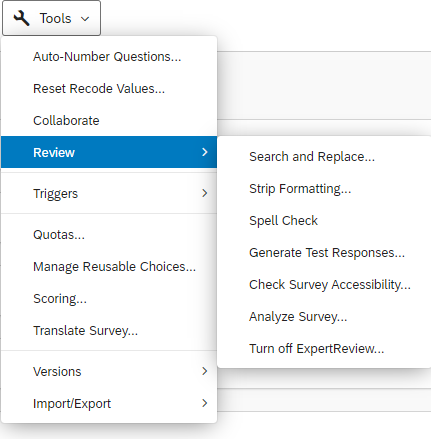 Tools
Auto-Number Questions...
Reset Recode Values...
Collaborate
Review
Triggers
Quotas...
Manage Reusable Choices...
Scoring...
Translate Survey...
Versions
Import/Export
Search and Replace...
Strip Formatting...
Spell Check
Generate Test Responses...
Check Survey Accessibility...
Analyze Survey...
Turn off ExpertReview...